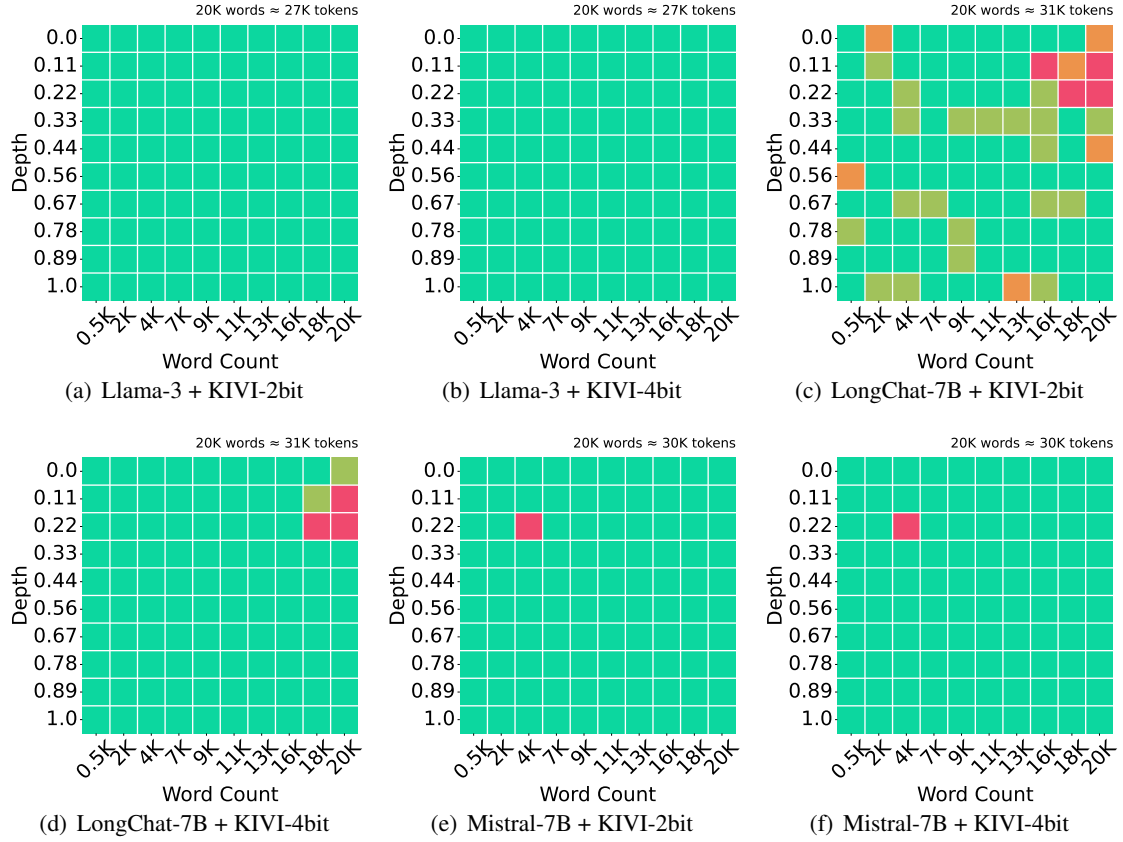 20K words ≈ 27K tokens
0.0
0.11
0.22
0.33
0.44
0.56
0.67
0.78
0.89
1.0
Depth
0.5K 2K 4K 7K 9K 11K 13K 16K 18K 20K
Word Count
(a) Llama-3 + KIVI-2bit
20K words ≈ 27K tokens
0.0
0.11
0.22
0.33
0.44
0.56
0.67
0.78
0.89
1.0
Depth
0.5K 2K 4K 7K 9K 11K 13K 16K 18K 20K
Word Count
(b) Llama-3 + KIVI-4bit
20K words ≈ 31K tokens
0.0
0.11
0.22
0.33
0.44
0.56
0.67
0.78
0.89
1.0
Depth
0.5K 2K 4K 7K 9K 11K 13K 16K 18K 20K
Word Count
(c) LongChat-7B + KIVI-2bit
20K words ≈ 31K tokens
0.0
0.11
0.22
0.33
0.44
0.56
0.67
0.78
0.89
1.0
Depth
0.5K 2K 4K 7K 9K 11K 13K 16K 18K 20K
Word Count
(d) LongChat-7B + KIVI-4bit
20K words ≈ 30K tokens
0.0
0.11
0.22
0.33
0.44
0.56
0.67
0.78
0.89
1.0
Depth
0.5K 2K 4K 7K 9K 11K 13K 16K 18K 20K
Word Count
(e) Mistral-7B + KIVI-2bit
20K words ≈ 30K tokens
0.0
0.11
0.22
0.33
0.44
0.56
0.67
0.78
0.89
1.0
Depth
0.5K 2K 4K 7K 9K 11K 13K 16K 18K 20K
Word Count
(f) Mistral-7B + KIVI-4bit